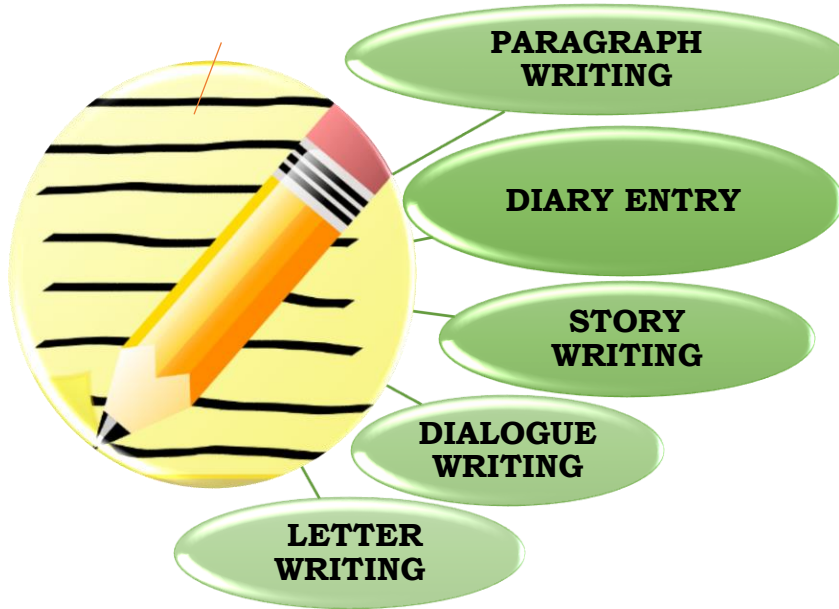 PARAGRAPH
WRITING
DIARY ENTRY
STORY
WRITING
DIALOGUE
WRITING
LETTER
WRITING